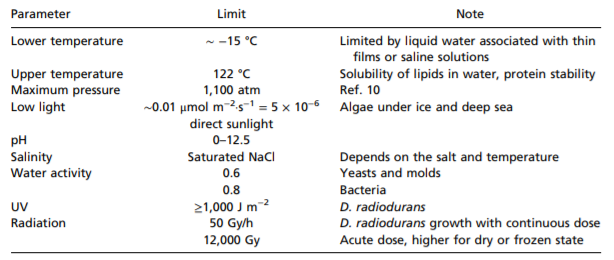 Parameter Limit Note
Lower temperature ~ −15 °C Limited by liquid water associated with thin
films or saline solutions
Upper temperature 122 °C Solubility of lipids in water, protein stability
Maximum pressure 1,100 atm Ref. 10
Low light ~0.01 μmol m⁻²·s⁻¹ = 5 × 10⁻⁶ Algae under ice and deep sea
direct sunlight
pH 0–12.5
Salinity Saturated NaCl Depends on the salt and temperature
Water activity 0.6 Yeasts and molds
0.8 Bacteria
UV ≥1,000 J m⁻² D. radiodurans
Radiation 50 Gy/h D. radiodurans growth with continuous dose
12,000 Gy Acute dose, higher for dry or frozen state